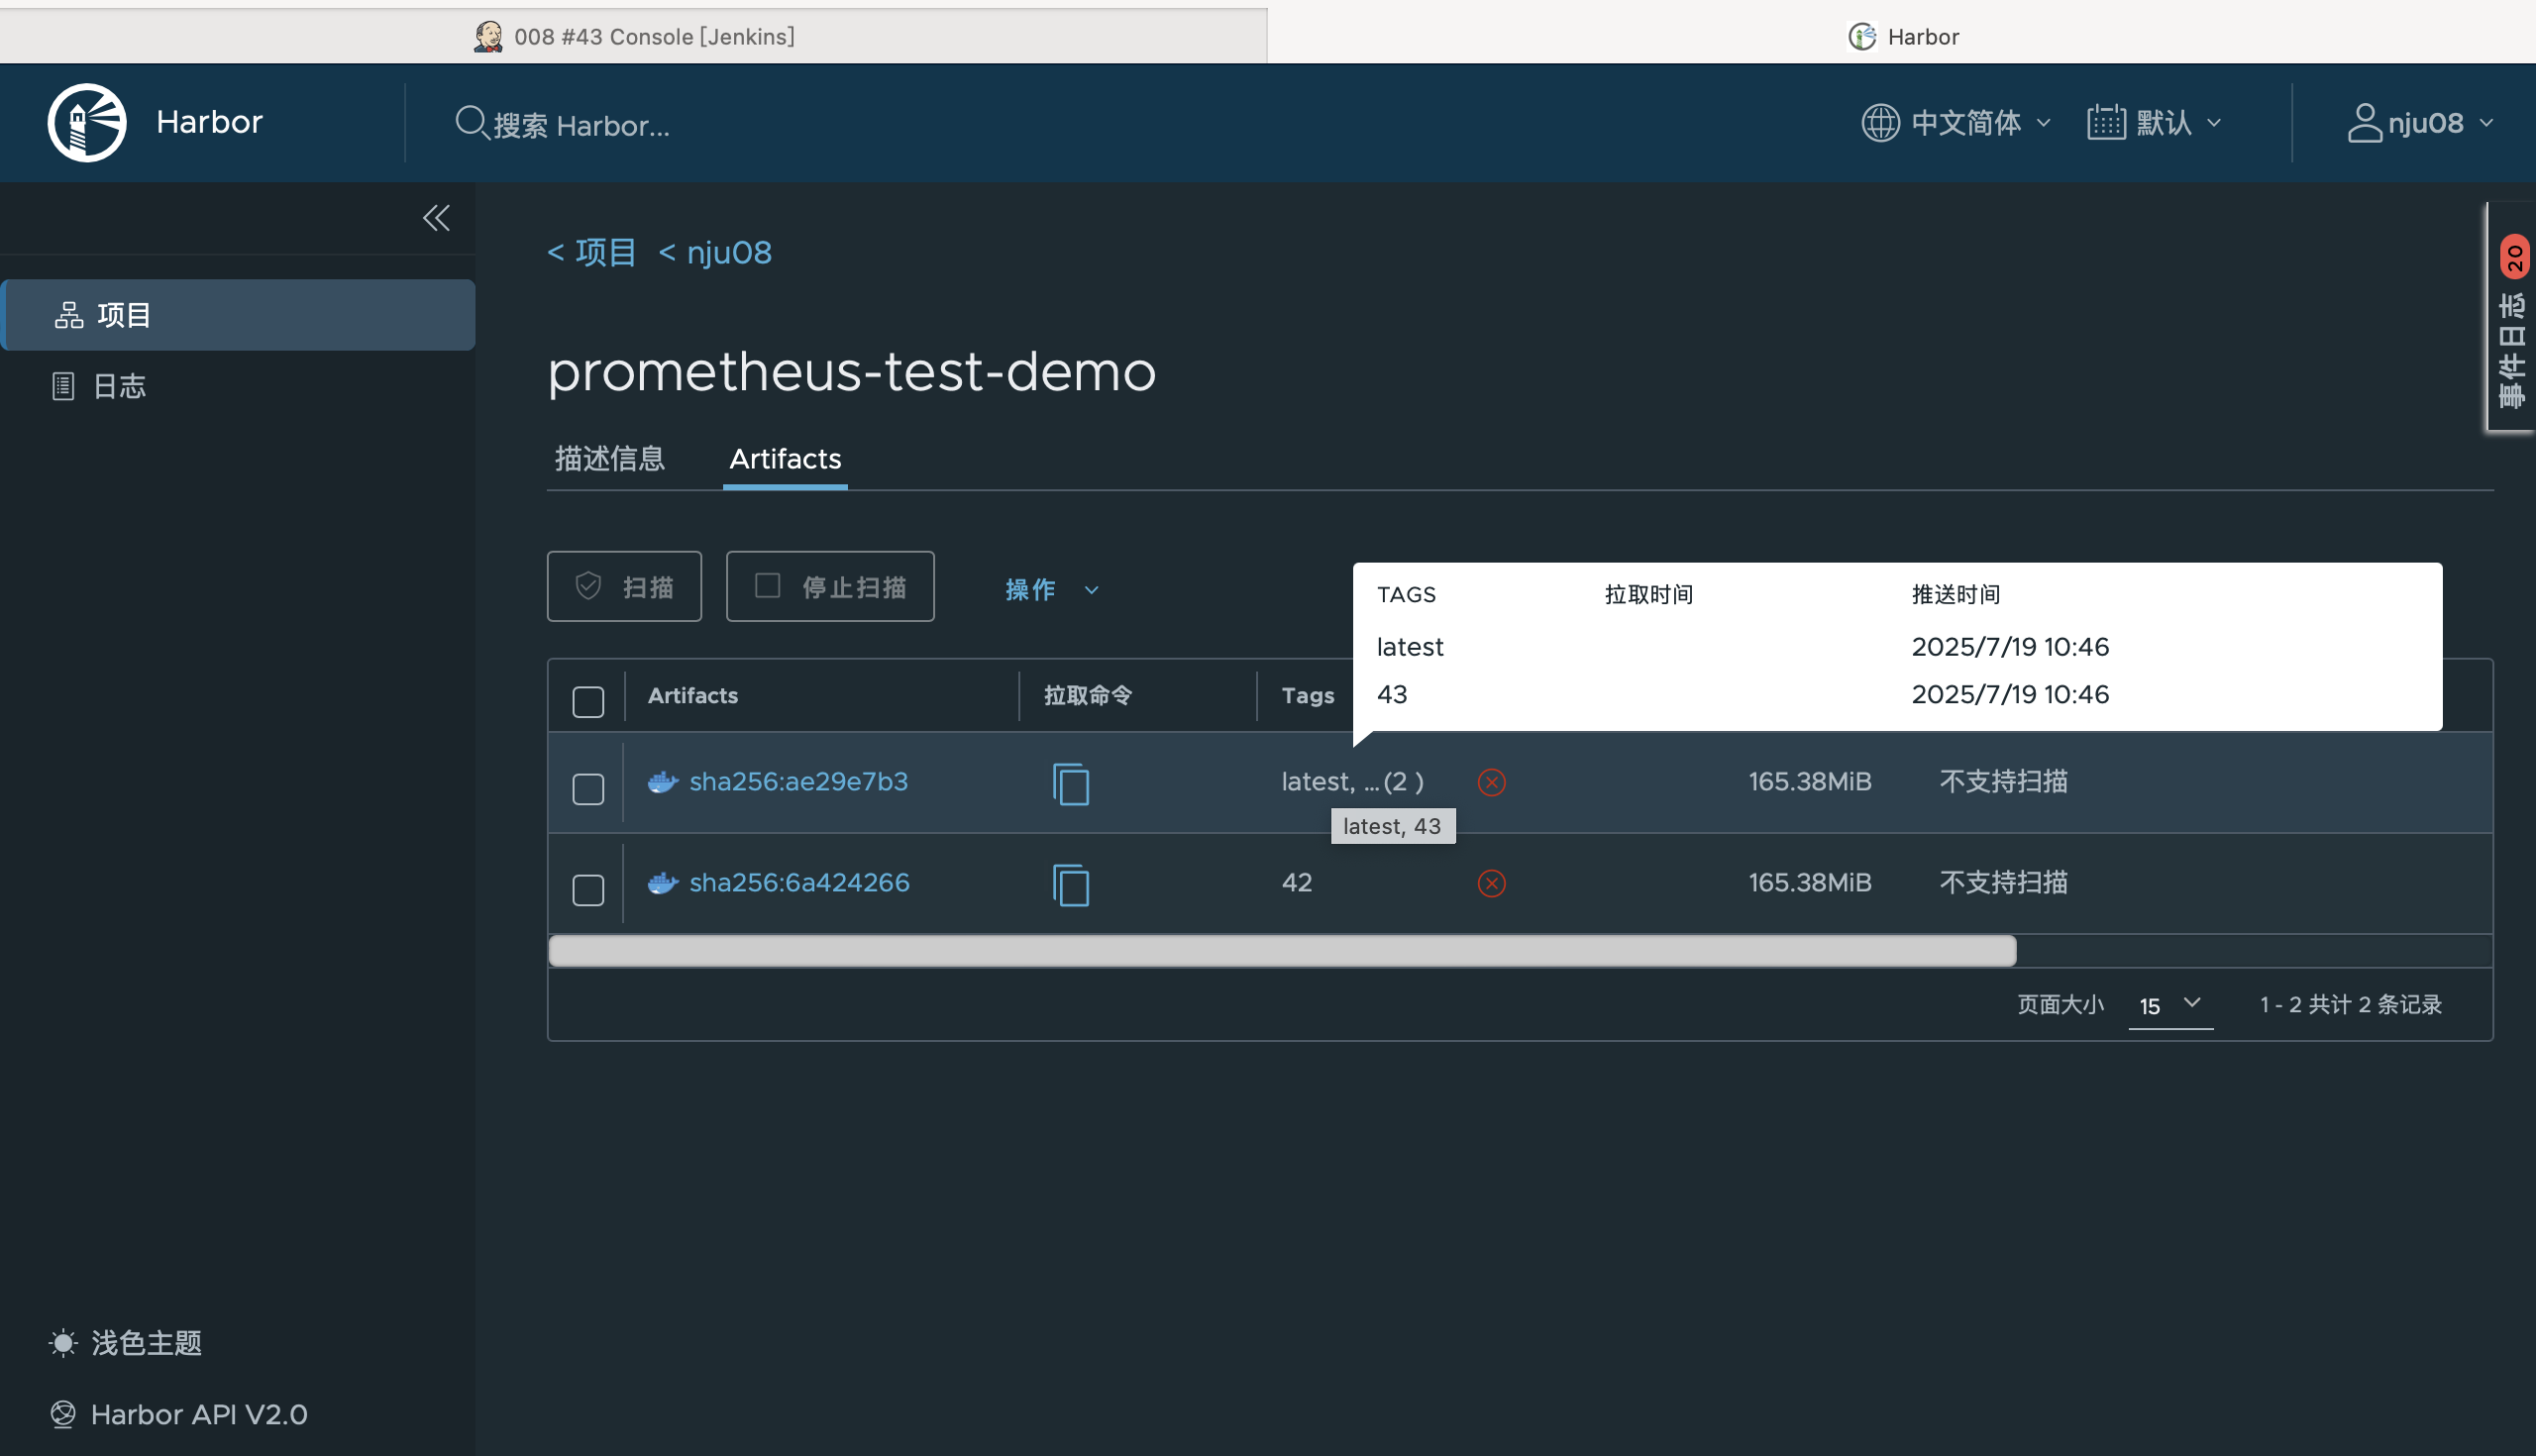 008 #43 Console [Jenkins]
Harbor
Harbor
搜索 Harbor...
中文简体
默认
nju08
项目
日志
< 项目 < nju08
prometheus-test-demo
描述信息
Artifacts
扫描
停止扫描
操作
TAGS 拉取时间 推送时间
latest 2025/7/19 10:46
43 2025/7/19 10:46
Artifacts 拉取命令 Tags
sha256:ae29e7b3 latest, ...(2 ) 165.38MiB 不支持扫描
latest, 43
sha256:6a424266 42 165.38MiB 不支持扫描
页面大小 15 1 - 2 共计 2 条记录
事件日志 20
浅色主题
Harbor API V2.0